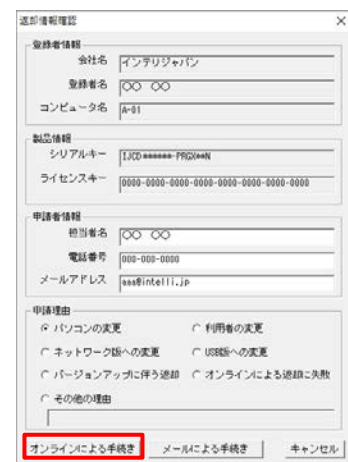 返却情報確認
登録者情報
会社名 インテリジャパン
登録者名 〇〇 〇〇
コンピュータ名 A-01
製品情報
シリアルキー IJCD******-PRGX**N
ライセンスキー 0000-0000-0000-0000-0000-0000-0000
申請者情報
担当者名 〇〇 〇〇
電話番号 000-000-0000
メールアドレス aaa@intelli.jp
申請理由
パソコンの変更 利用者の変更
ネットワーク版への変更 USB版への変更
バージョンアップに伴う返却 オンラインによる返却に失敗
その他の理由
オンラインによる手続き メールによる手続き キャンセル